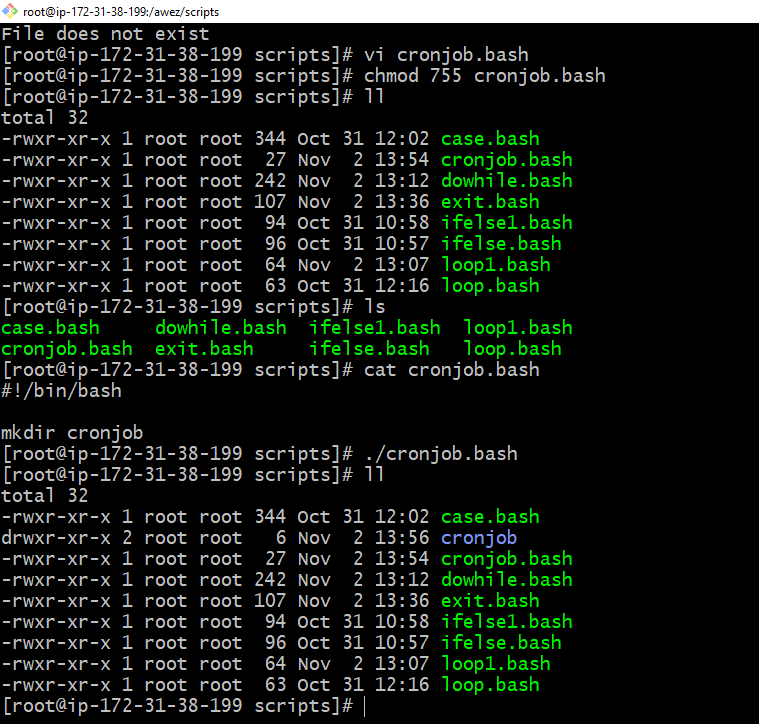 root@ip-172-31-38-199:/awez/scripts
File does not exist
[root@ip-172-31-38-199 scripts]# vi cronjob.bash
[root@ip-172-31-38-199 scripts]# chmod 755 cronjob.bash
[root@ip-172-31-38-199 scripts]# ll
total 32
-rwxr-xr-x 1 root root 344 Oct 31 12:02 case.bash
-rwxr-xr-x 1 root root  27 Nov  2 13:54 cronjob.bash
-rwxr-xr-x 1 root root 242 Nov  2 13:12 dowhile.bash
-rwxr-xr-x 1 root root 107 Nov  2 13:36 exit.bash
-rwxr-xr-x 1 root root  94 Oct 31 10:58 ifelse1.bash
-rwxr-xr-x 1 root root  96 Oct 31 10:57 ifelse.bash
-rwxr-xr-x 1 root root  64 Nov  2 13:07 loop1.bash
-rwxr-xr-x 1 root root  63 Oct 31 12:16 loop.bash
[root@ip-172-31-38-199 scripts]# ls
case.bash     dowhile.bash  ifelse1.bash  loop1.bash
cronjob.bash  exit.bash     ifelse.bash   loop.bash
[root@ip-172-31-38-199 scripts]# cat cronjob.bash
#!/bin/bash

mkdir cronjob
[root@ip-172-31-38-199 scripts]# ./cronjob.bash
[root@ip-172-31-38-199 scripts]# ll
total 32
-rwxr-xr-x 1 root root 344 Oct 31 12:02 case.bash
drwxr-xr-x 2 root root   6 Nov  2 13:56 cronjob
-rwxr-xr-x 1 root root  27 Nov  2 13:54 cronjob.bash
-rwxr-xr-x 1 root root 242 Nov  2 13:12 dowhile.bash
-rwxr-xr-x 1 root root 107 Nov  2 13:36 exit.bash
-rwxr-xr-x 1 root root  94 Oct 31 10:58 ifelse1.bash
-rwxr-xr-x 1 root root  96 Oct 31 10:57 ifelse.bash
-rwxr-xr-x 1 root root  64 Nov  2 13:07 loop1.bash
-rwxr-xr-x 1 root root  63 Oct 31 12:16 loop.bash
[root@ip-172-31-38-199 scripts]#